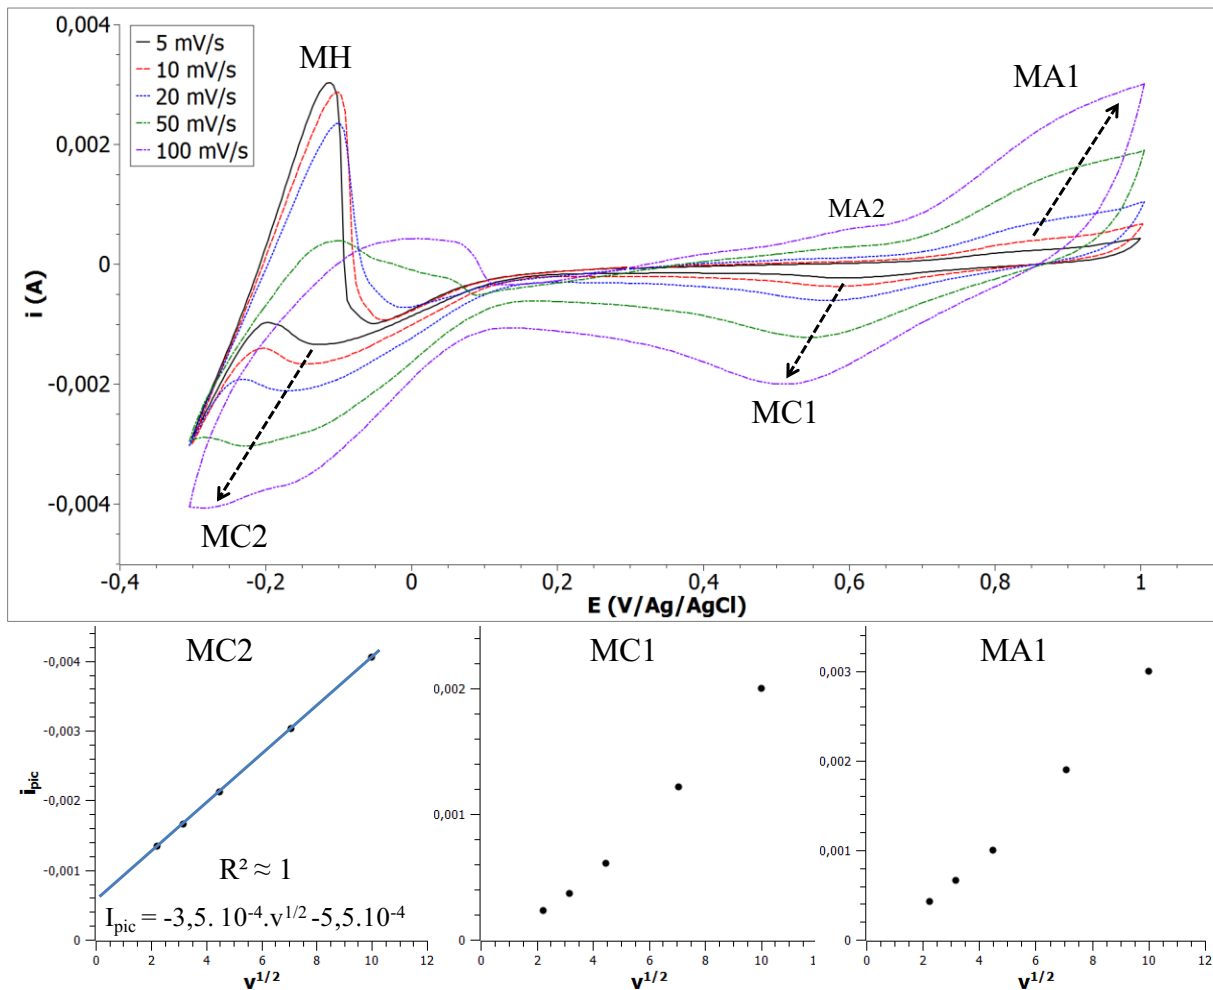 0,004
0,002
0
-0,002
-0,004
i (A)
5 mV/s
10 mV/s
20 mV/s
50 mV/s
100 mV/s
MH
MA1
MA2
MC1
MC2
-0,4 -0,2 0 0,2 0,4 0,6 0,8 1
E (V/Ag/AgCl)
MC2
-0,004
-0,003
-0,002
-0,001
0
i_pic
R² ≈ 1
I_pic = -3,5. 10^-4.v^1/2 -5,5.10^-4
0 2 4 6 8 10 12
v^1/2
MC1
0,002
0,001
0
0 2 4 6 8 10
v^1/2
MA1
0,003
0,002
0,001
0,000
0 2 4 6 8 10 12
v^1/2